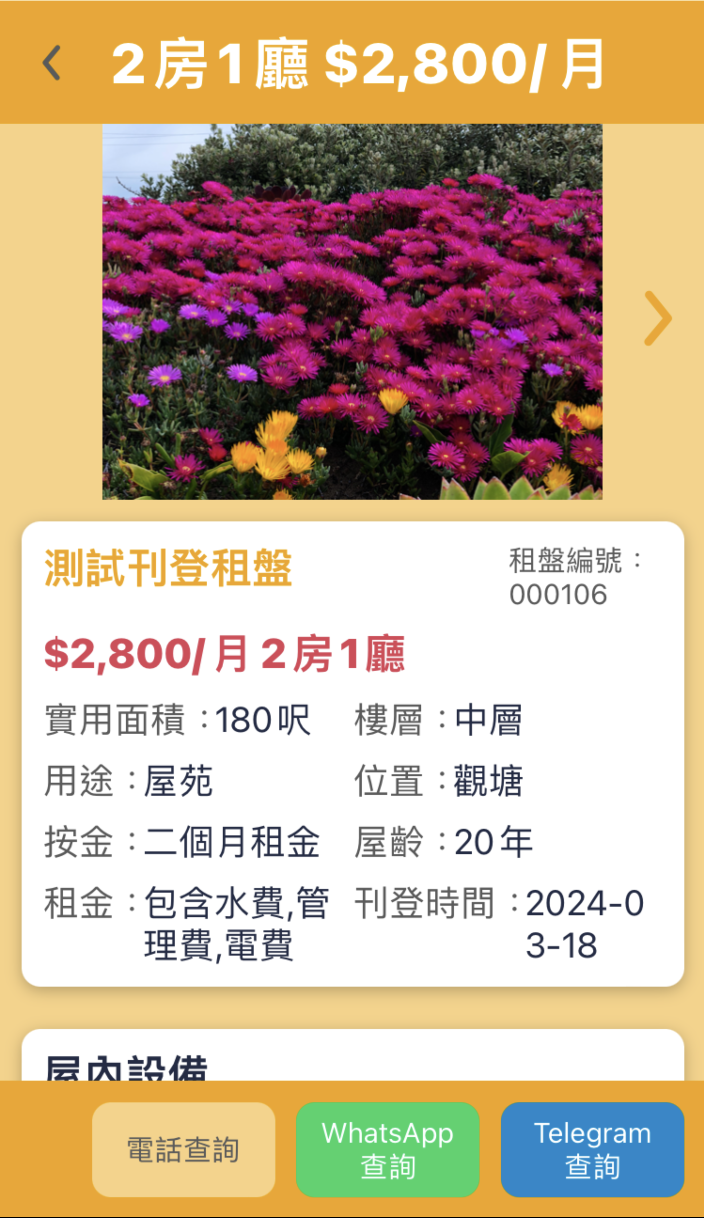 2房1廳 $2,800/月
測試刊登租盤
租盤編號：
000106
$2,800/月 2房1廳
實用面積：180呎
樓層：中層
用途：屋苑
位置：觀塘
按金：二個月租金
屋齡：20年
租金：包含水費,管
理費,電費
刊登時間：2024-0
3-18
屋內設備
電話查詢
WhatsApp
查詢
Telegram
查詢